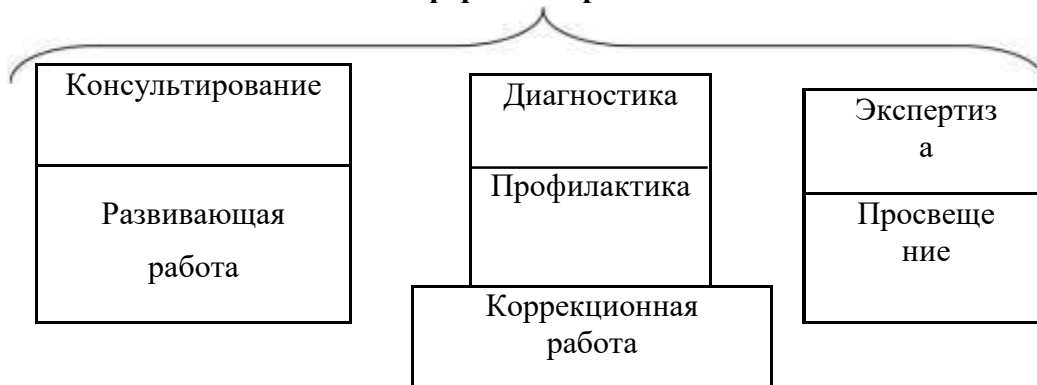 Консультирование
Развивающая
работа
Диагностика
Профилактика
Коррекционная
работа
Экспертиз
а
Просвеще
ние